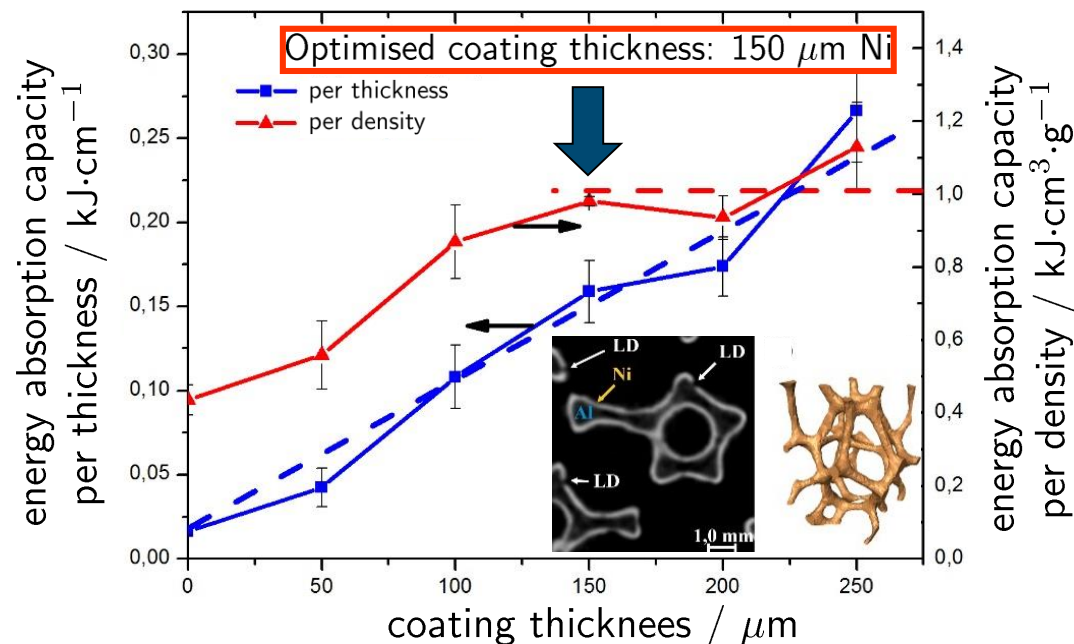 Optimised coating thickness: 150 μm Ni
per thickness
per density
energy absorption capacity
per thickness / kJ·cm⁻¹
0,30
0,25
0,20
0,15
0,10
0,05
0,00
1,4
1,2
1,0
0,8
0,6
0,4
0,2
0,0
energy absorption capacity
per density / kJ·cm³·g⁻¹
LD
LD
Ni
Al
LD
1,0 mm
0
50
100
150
200
250
coating thicknees / μm